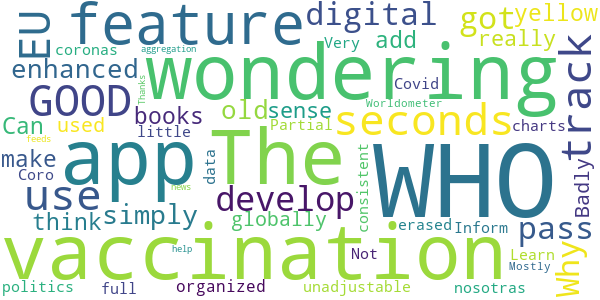 EU feature digital got yellow
coronas aggregation Very add really track
enhanced wondering Covid
GOOD Thanks Worldometer
books old sense seconds charts
Can used little Partial
feeds app The WHO Badly
make Coro data news consistent
use develop
think simply globally erased Inform pass
vaccination Not Why
help Learn
Mostly
politics full organized unadjustable nosotras